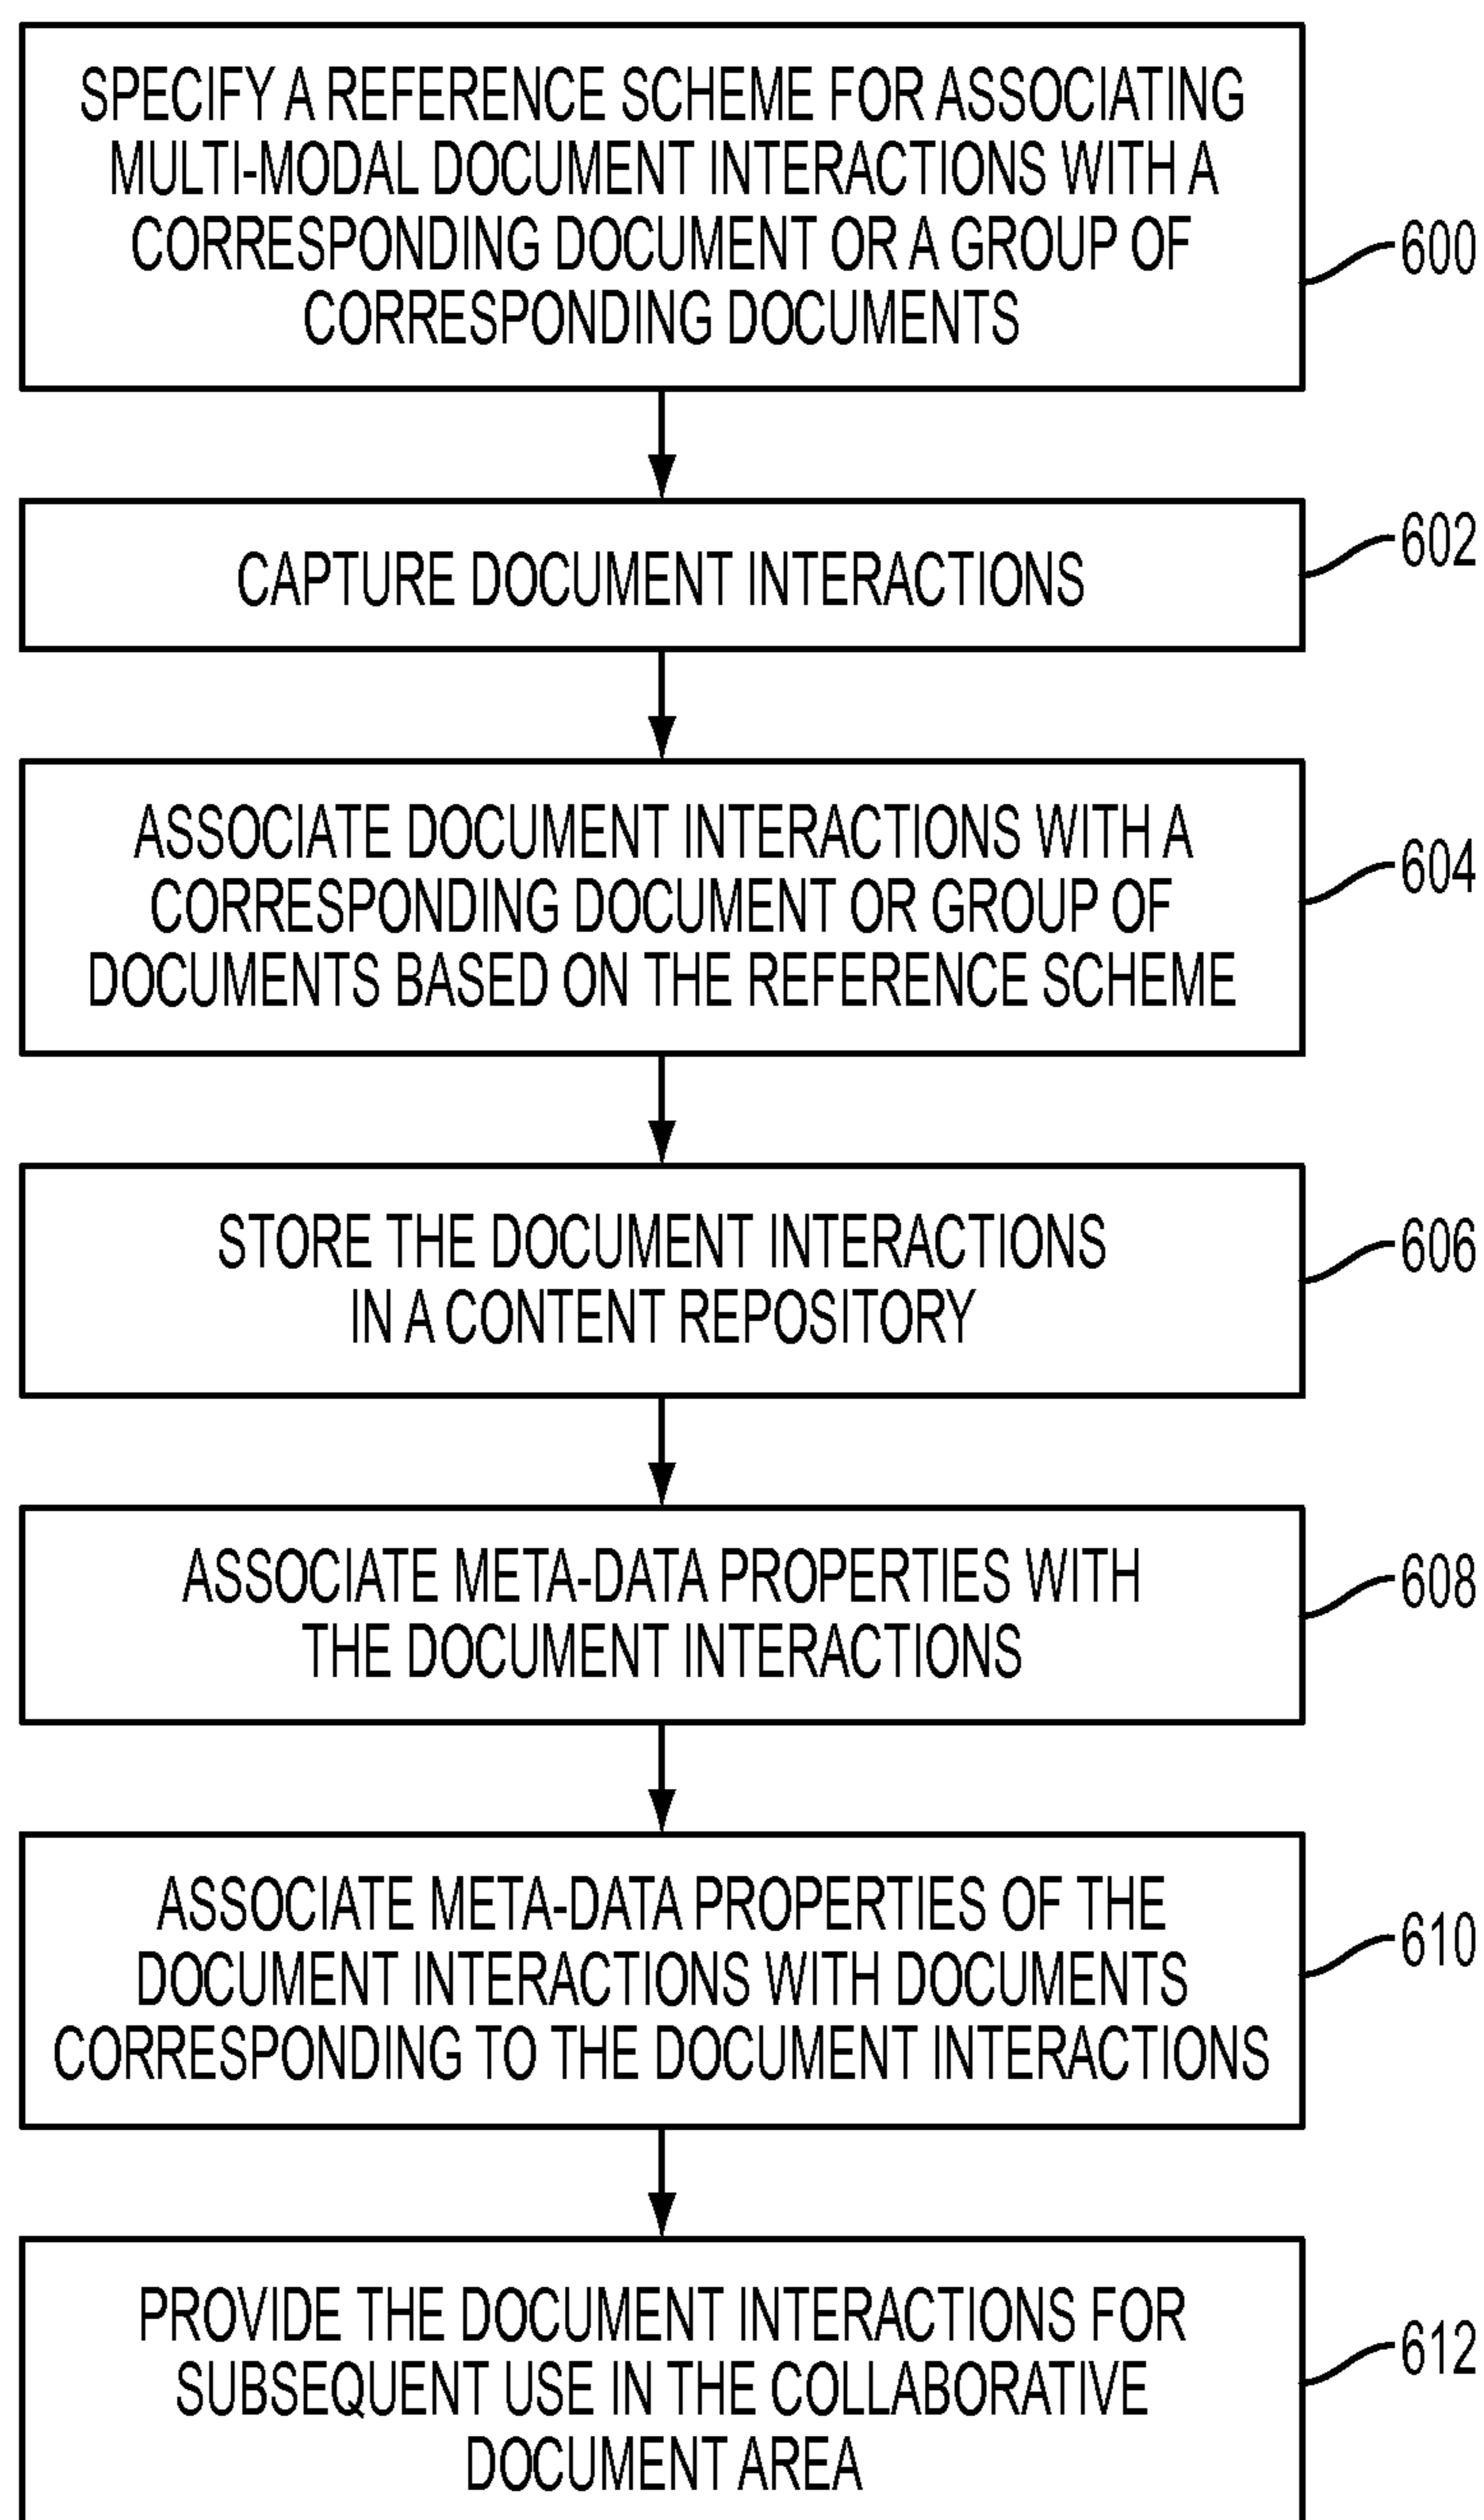 SPECIFY A REFERENCE SCHEME FOR ASSOCIATING
MULTI-MODAL DOCUMENT INTERACTIONS WITH A
CORRESPONDING DOCUMENT OR A GROUP OF
CORRESPONDING DOCUMENTS
600
CAPTURE DOCUMENT INTERACTIONS
602
ASSOCIATE DOCUMENT INTERACTIONS WITH A
CORRESPONDING DOCUMENT OR GROUP OF
DOCUMENTS BASED ON THE REFERENCE SCHEME
604
STORE THE DOCUMENT INTERACTIONS
IN A CONTENT REPOSITORY
606
ASSOCIATE META-DATA PROPERTIES WITH
THE DOCUMENT INTERACTIONS
608
ASSOCIATE META-DATA PROPERTIES OF THE
DOCUMENT INTERACTIONS WITH DOCUMENTS
CORRESPONDING TO THE DOCUMENT INTERACTIONS
610
PROVIDE THE DOCUMENT INTERACTIONS FOR
SUBSEQUENT USE IN THE COLLABORATIVE
DOCUMENT AREA
612